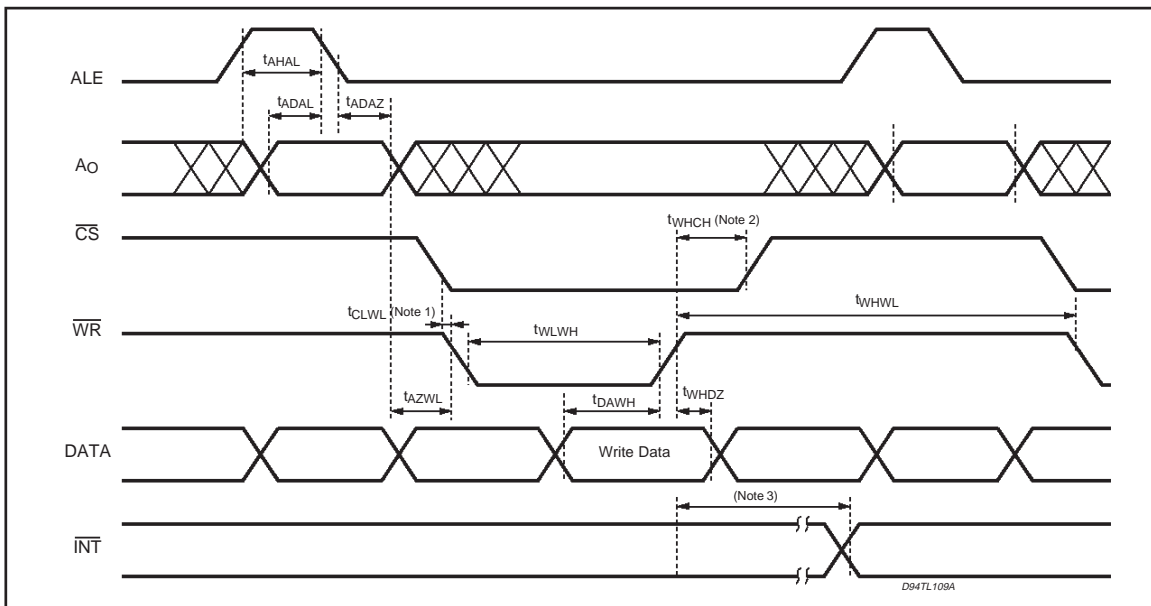 ALE
tAHAL
tADAL
tADAZ
AO
CS
tWHCH (Note 2)
tCLWL (Note 1)
tWHWL
WR
tWLWH
tAZWL
tDAWH
tWHDZ
DATA
Write Data
(Note 3)
INT
D94TL109A